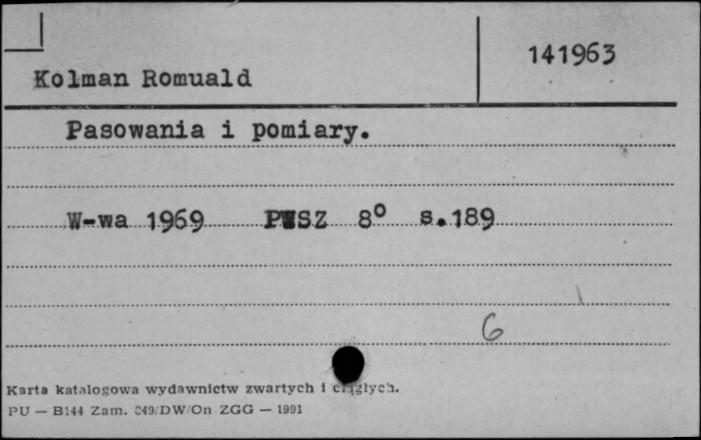 141963
Kolman Romuald
Pasowania i pomiary.
W-wa 1969 PWSZ 8° s.189
6
Karta katalogowa wydawnictw zwartych i ciągłych.
PU — B144 Zam. 249/DW/On ZGG — 1991